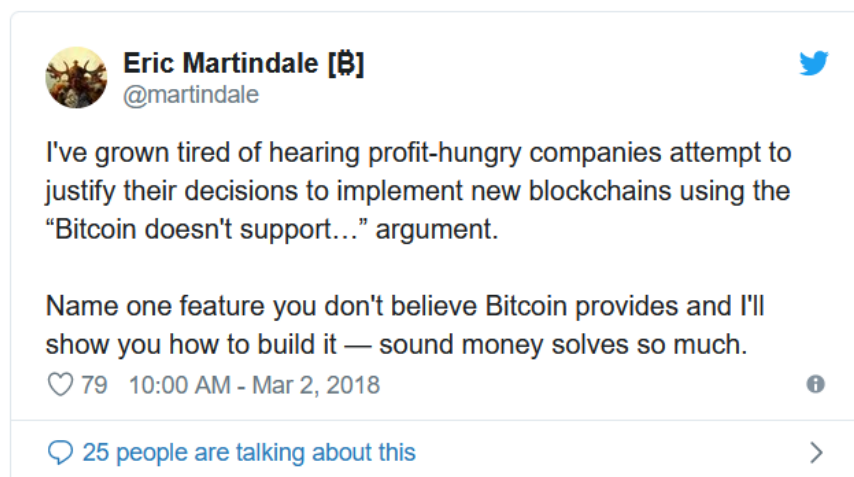 Eric Martindale [₿]
@martindale
I've grown tired of hearing profit-hungry companies attempt to
justify their decisions to implement new blockchains using the
“Bitcoin doesn't support…” argument.
Name one feature you don't believe Bitcoin provides and I'll
show you how to build it — sound money solves so much.
79 10:00 AM - Mar 2, 2018
25 people are talking about this